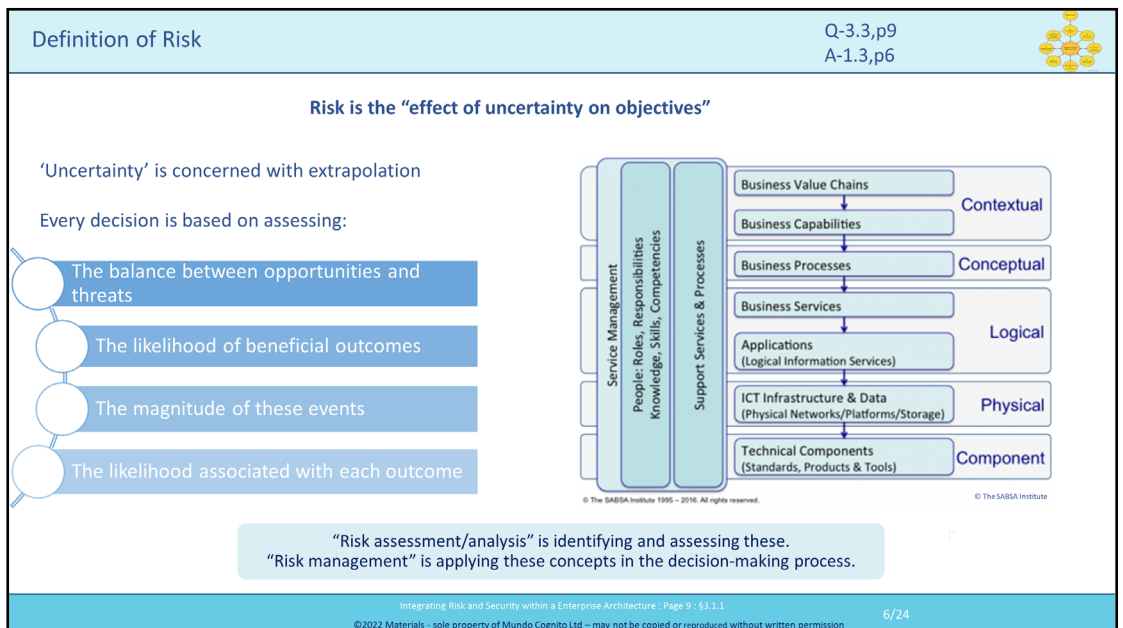 Definition of Risk
Q-3.3,p9
A-1.3,p6
Risk is the “effect of uncertainty on objectives”
‘Uncertainty’ is concerned with extrapolation
Every decision is based on assessing:
The balance between opportunities and
threats
The likelihood of beneficial outcomes
The magnitude of these events
The likelihood associated with each outcome
Service Management
People: Roles, Responsibilities
Knowledge, Skills, Competencies
Support Services & Processes
Business Value Chains
Business Capabilities
Contextual
Business Processes
Conceptual
Business Services
Applications
(Logical Information Services)
Logical
ICT Infrastructure & Data
(Physical Networks/Platforms/Storage)
Physical
Technical Components
(Standards, Products & Tools)
Component
© The SABSA Institute 1995 – 2016. All rights reserved.
© The SABSA Institute
“Risk assessment/analysis” is identifying and assessing these.
“Risk management” is applying these concepts in the decision-making process.
Integrating Risk and Security within a Enterprise Architecture : Page 9 : §3.1.1
6/24
©2022 Materials - sole property of Mundo Cognito Ltd – may not be copied or reproduced without written permission